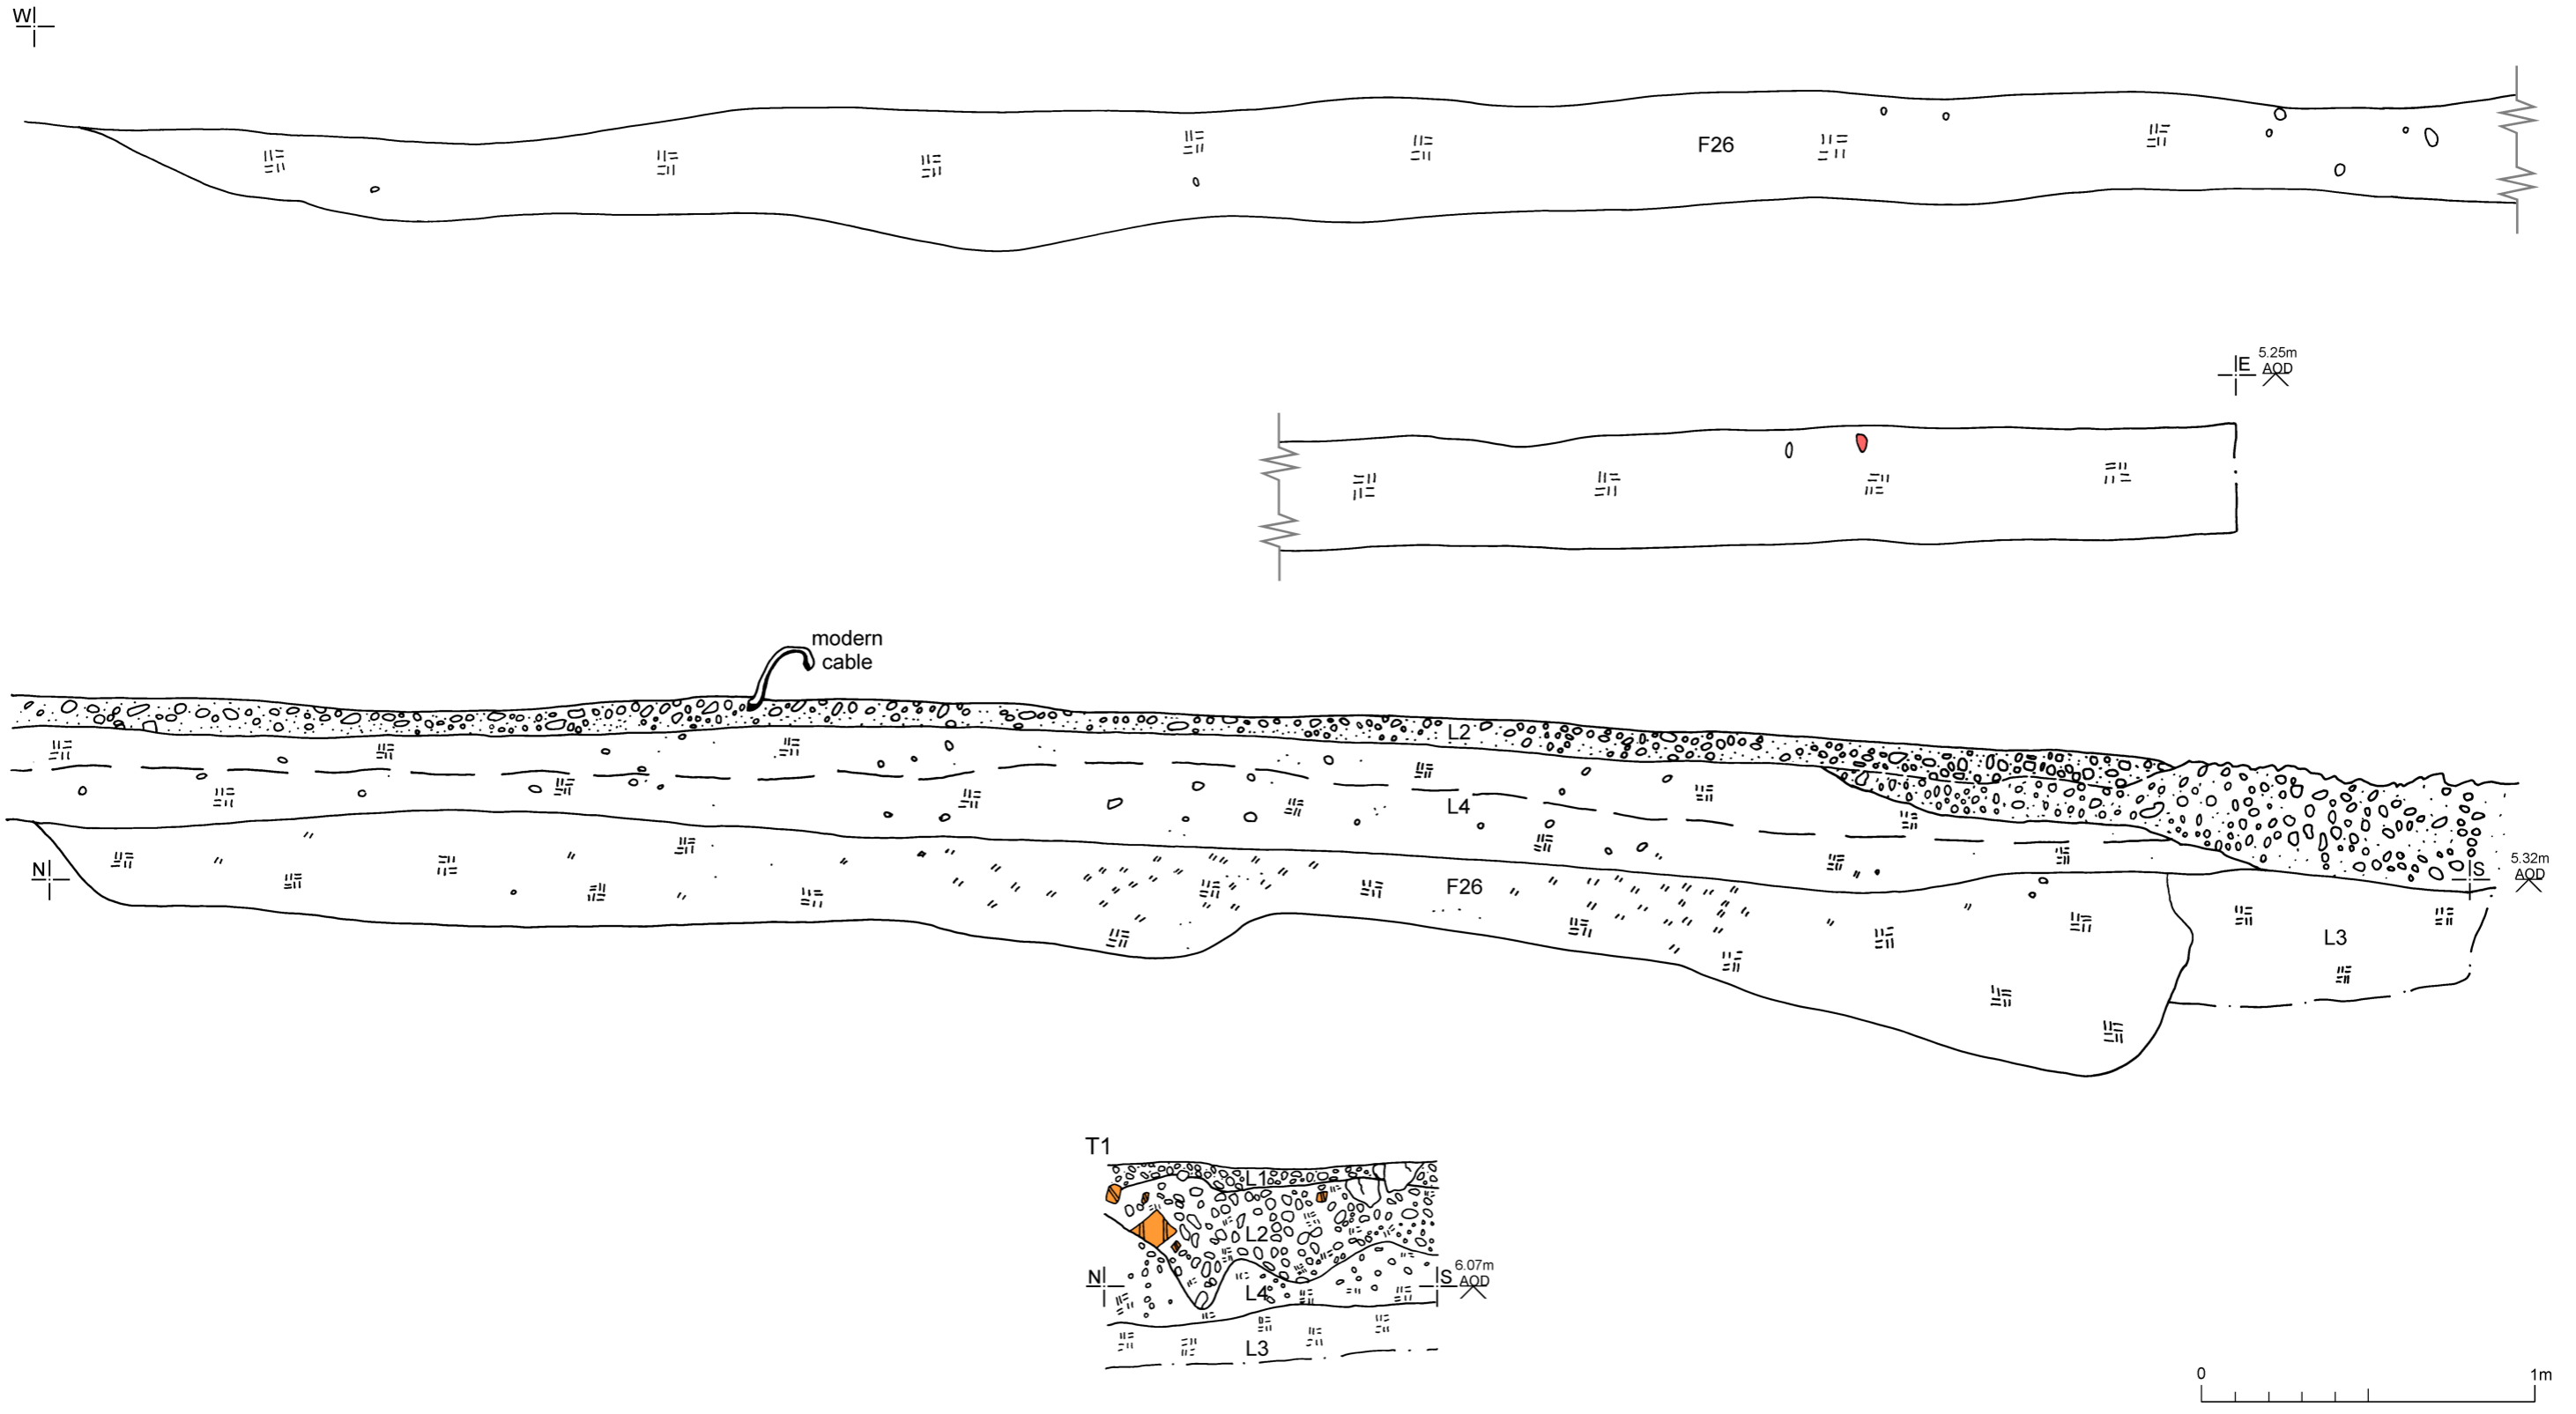 W
F26
E 5.25m
AOD
modern
cable
L2
L4
F26
N
S 5.32m
AOD
L3
T1
L1
L2
N
S 6.07m
AOD
L4
L3
0 1m